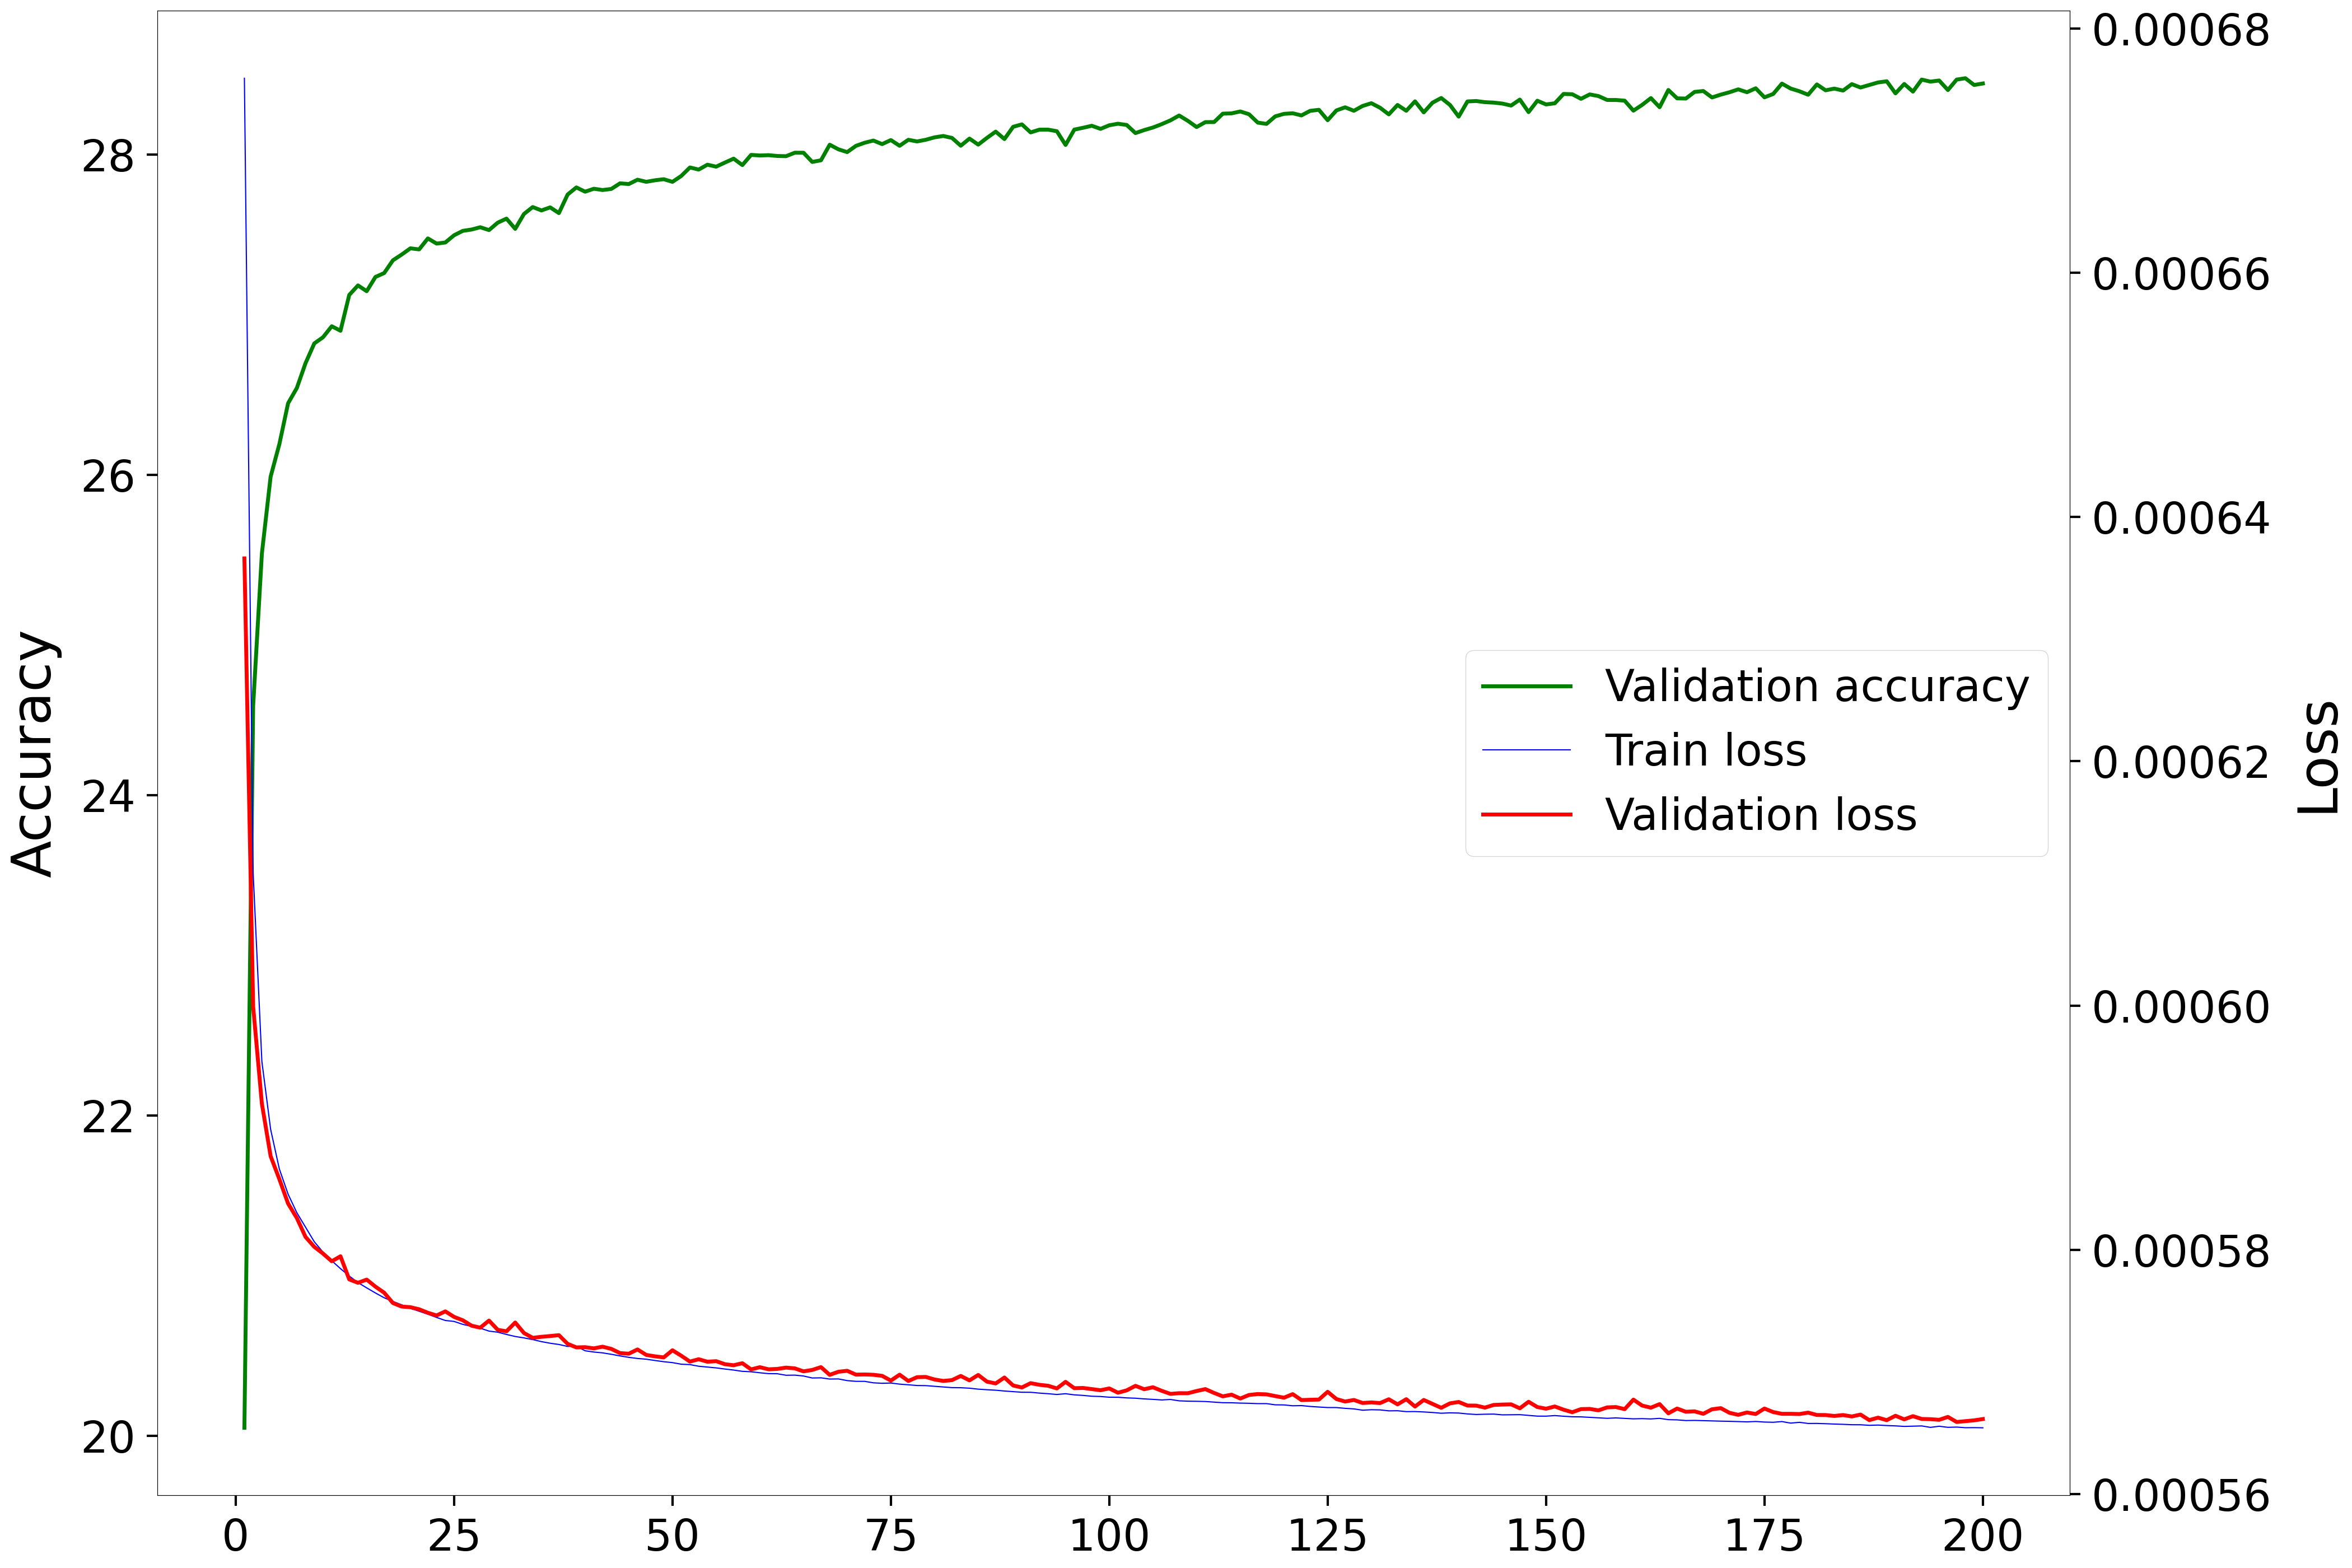 Accuracy
28
26
24
22
20
0.00068
0.00066
0.00064
0.00062
0.00060
0.00058
0.00056
Loss
Validation accuracy
Train loss
Validation loss
0 25 50 75 100 125 150 175 200